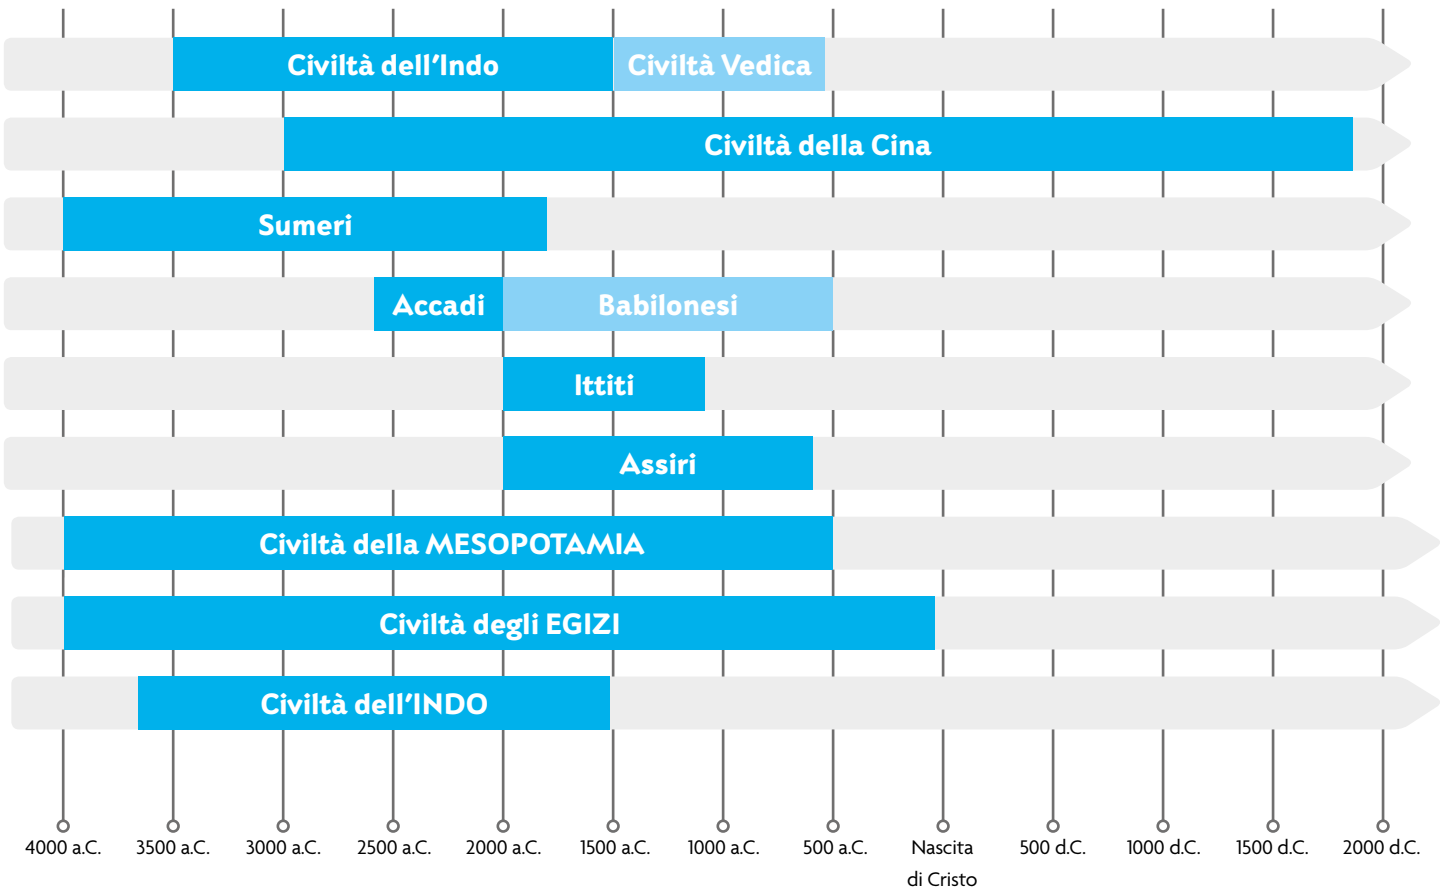 Civiltà dell'Indo Civiltà Vedica
Civiltà della Cina
Sumeri
Accadi Babilonesi
Ittiti
Assiri
Civiltà della MESOPOTAMIA
Civiltà degli EGIZI
Civiltà dell'INDO
4000 a.C. 3500 a.C. 3000 a.C. 2500 a.C. 2000 a.C. 1500 a.C. 1000 a.C. 500 a.C. Nascita 500 d.C. 1000 d.C. 1500 d.C. 2000 d.C.
di Cristo